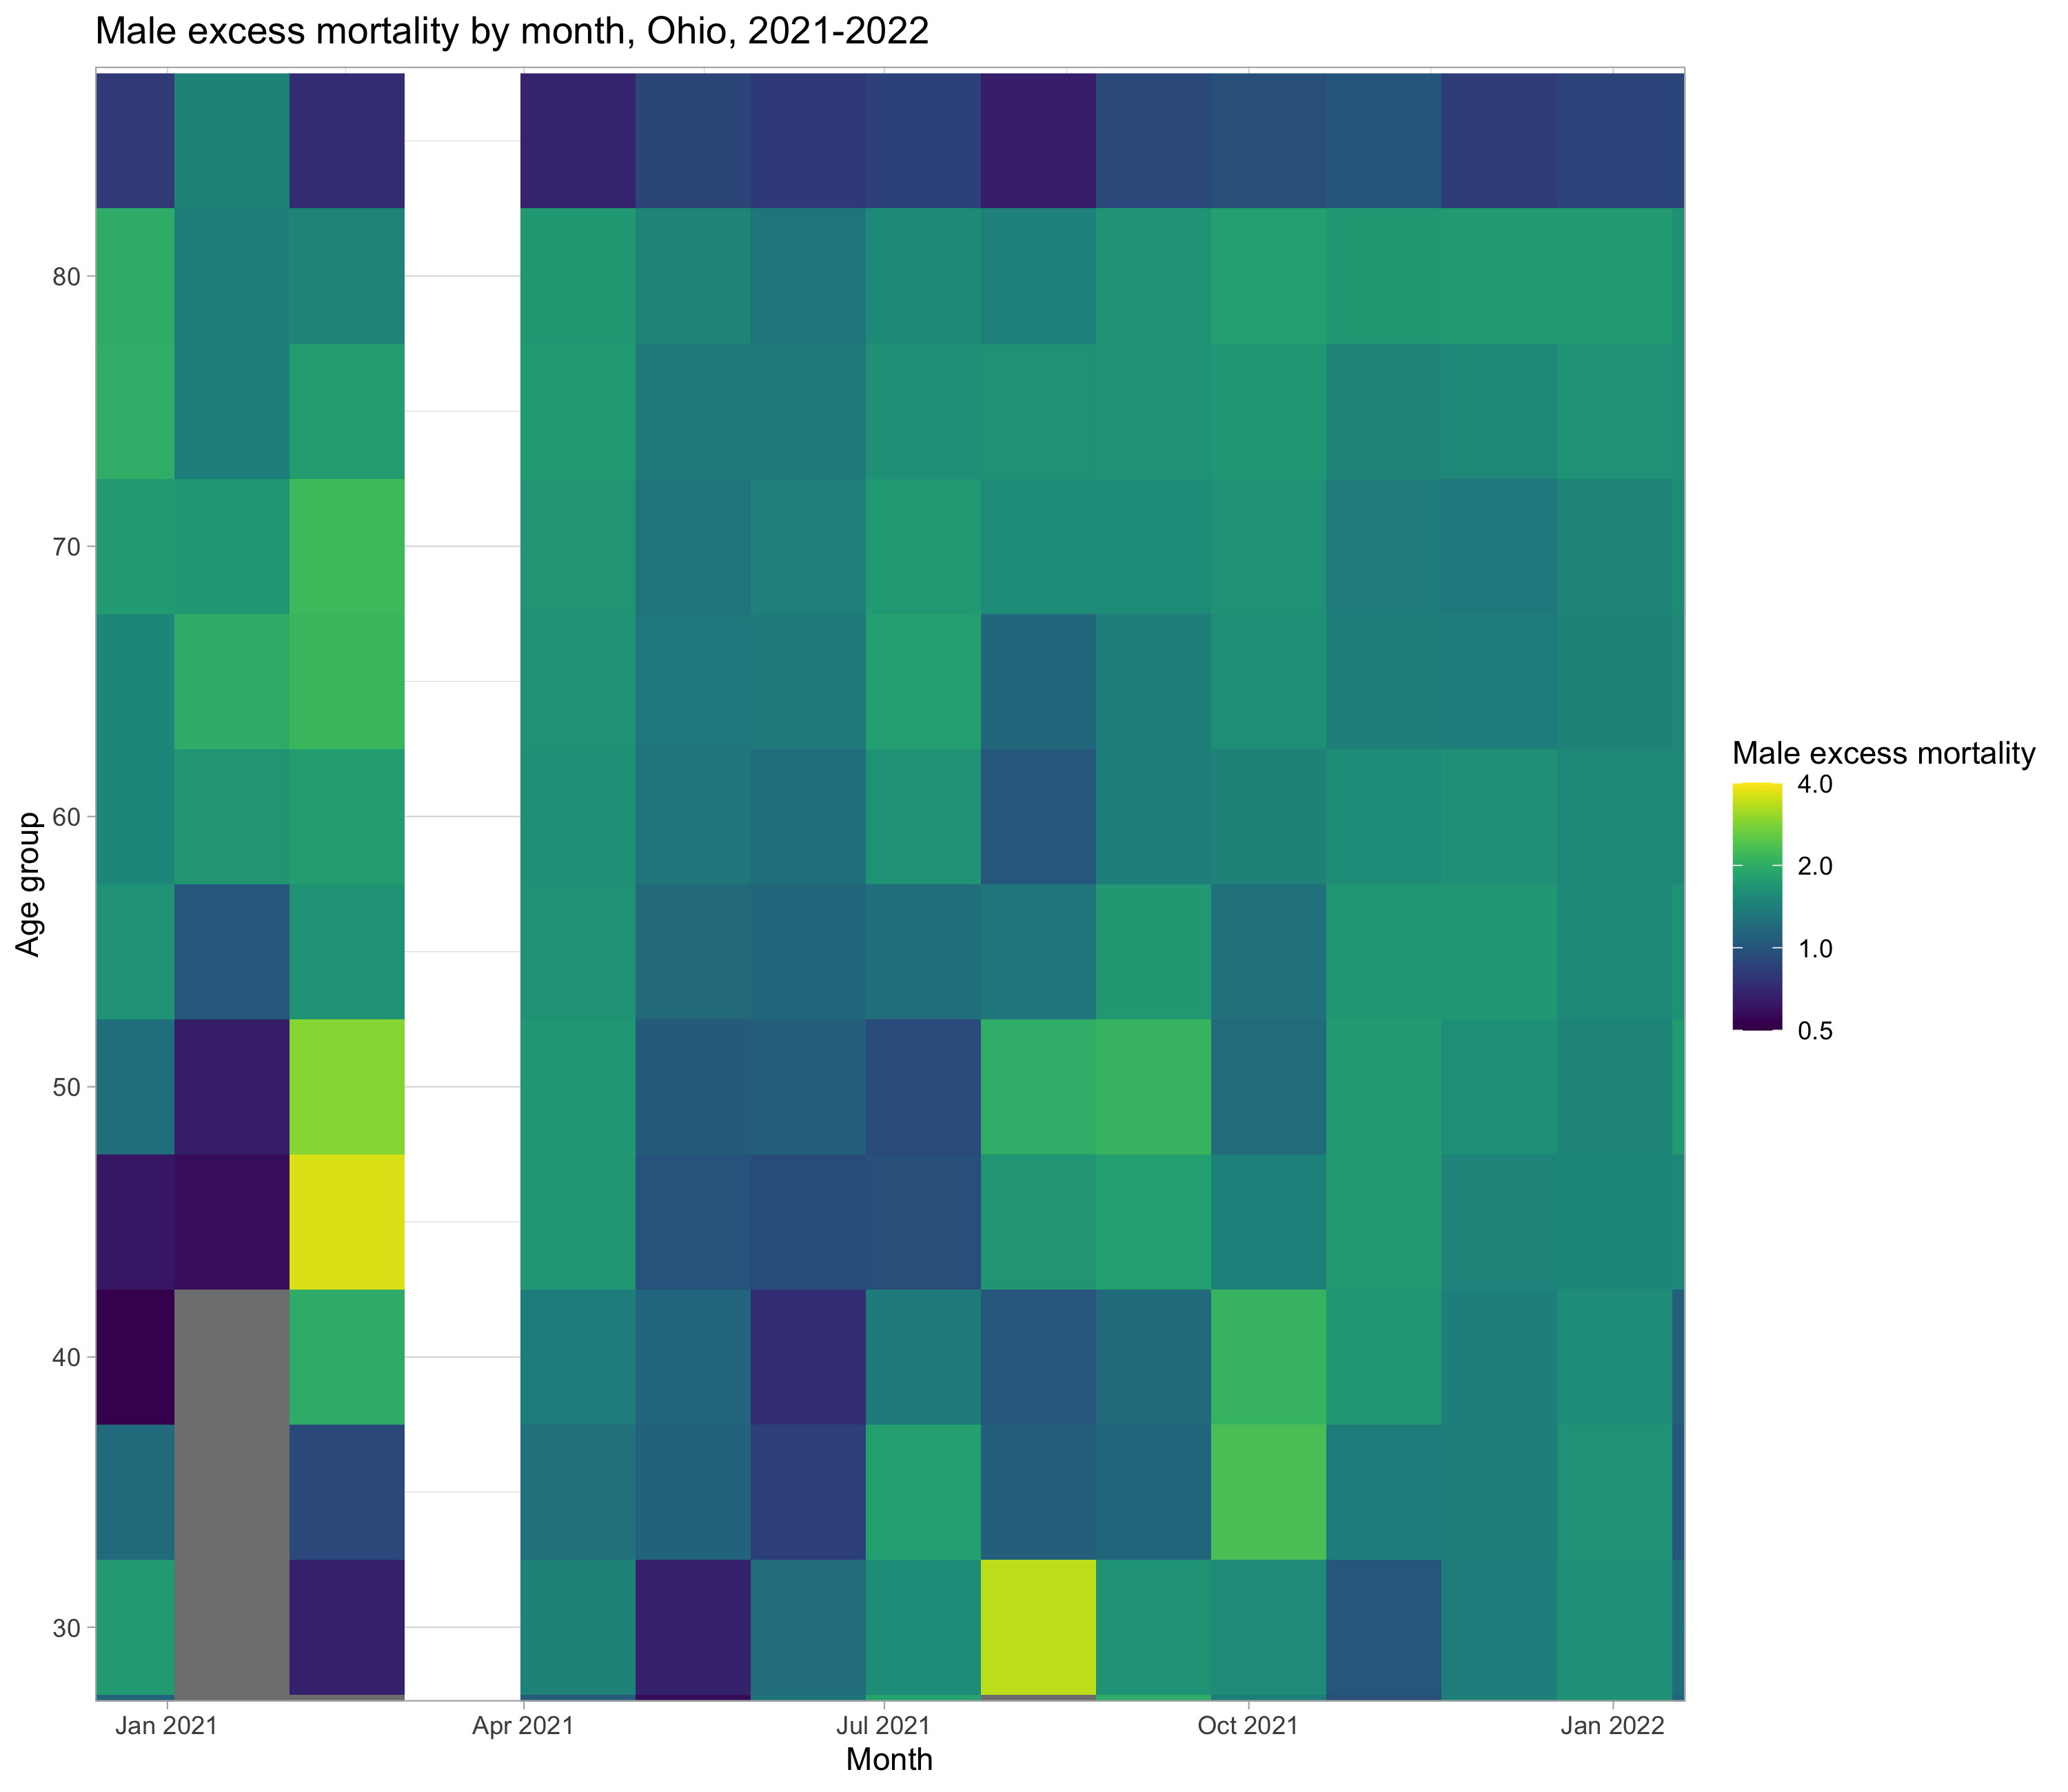 Male excess mortality by month, Ohio, 2021-2022
Age group
80
70
60
50
40
30
Jan 2021
Apr 2021
Jul 2021
Oct 2021
Jan 2022
Month
Male excess mortality
4.0
2.0
1.0
0.5